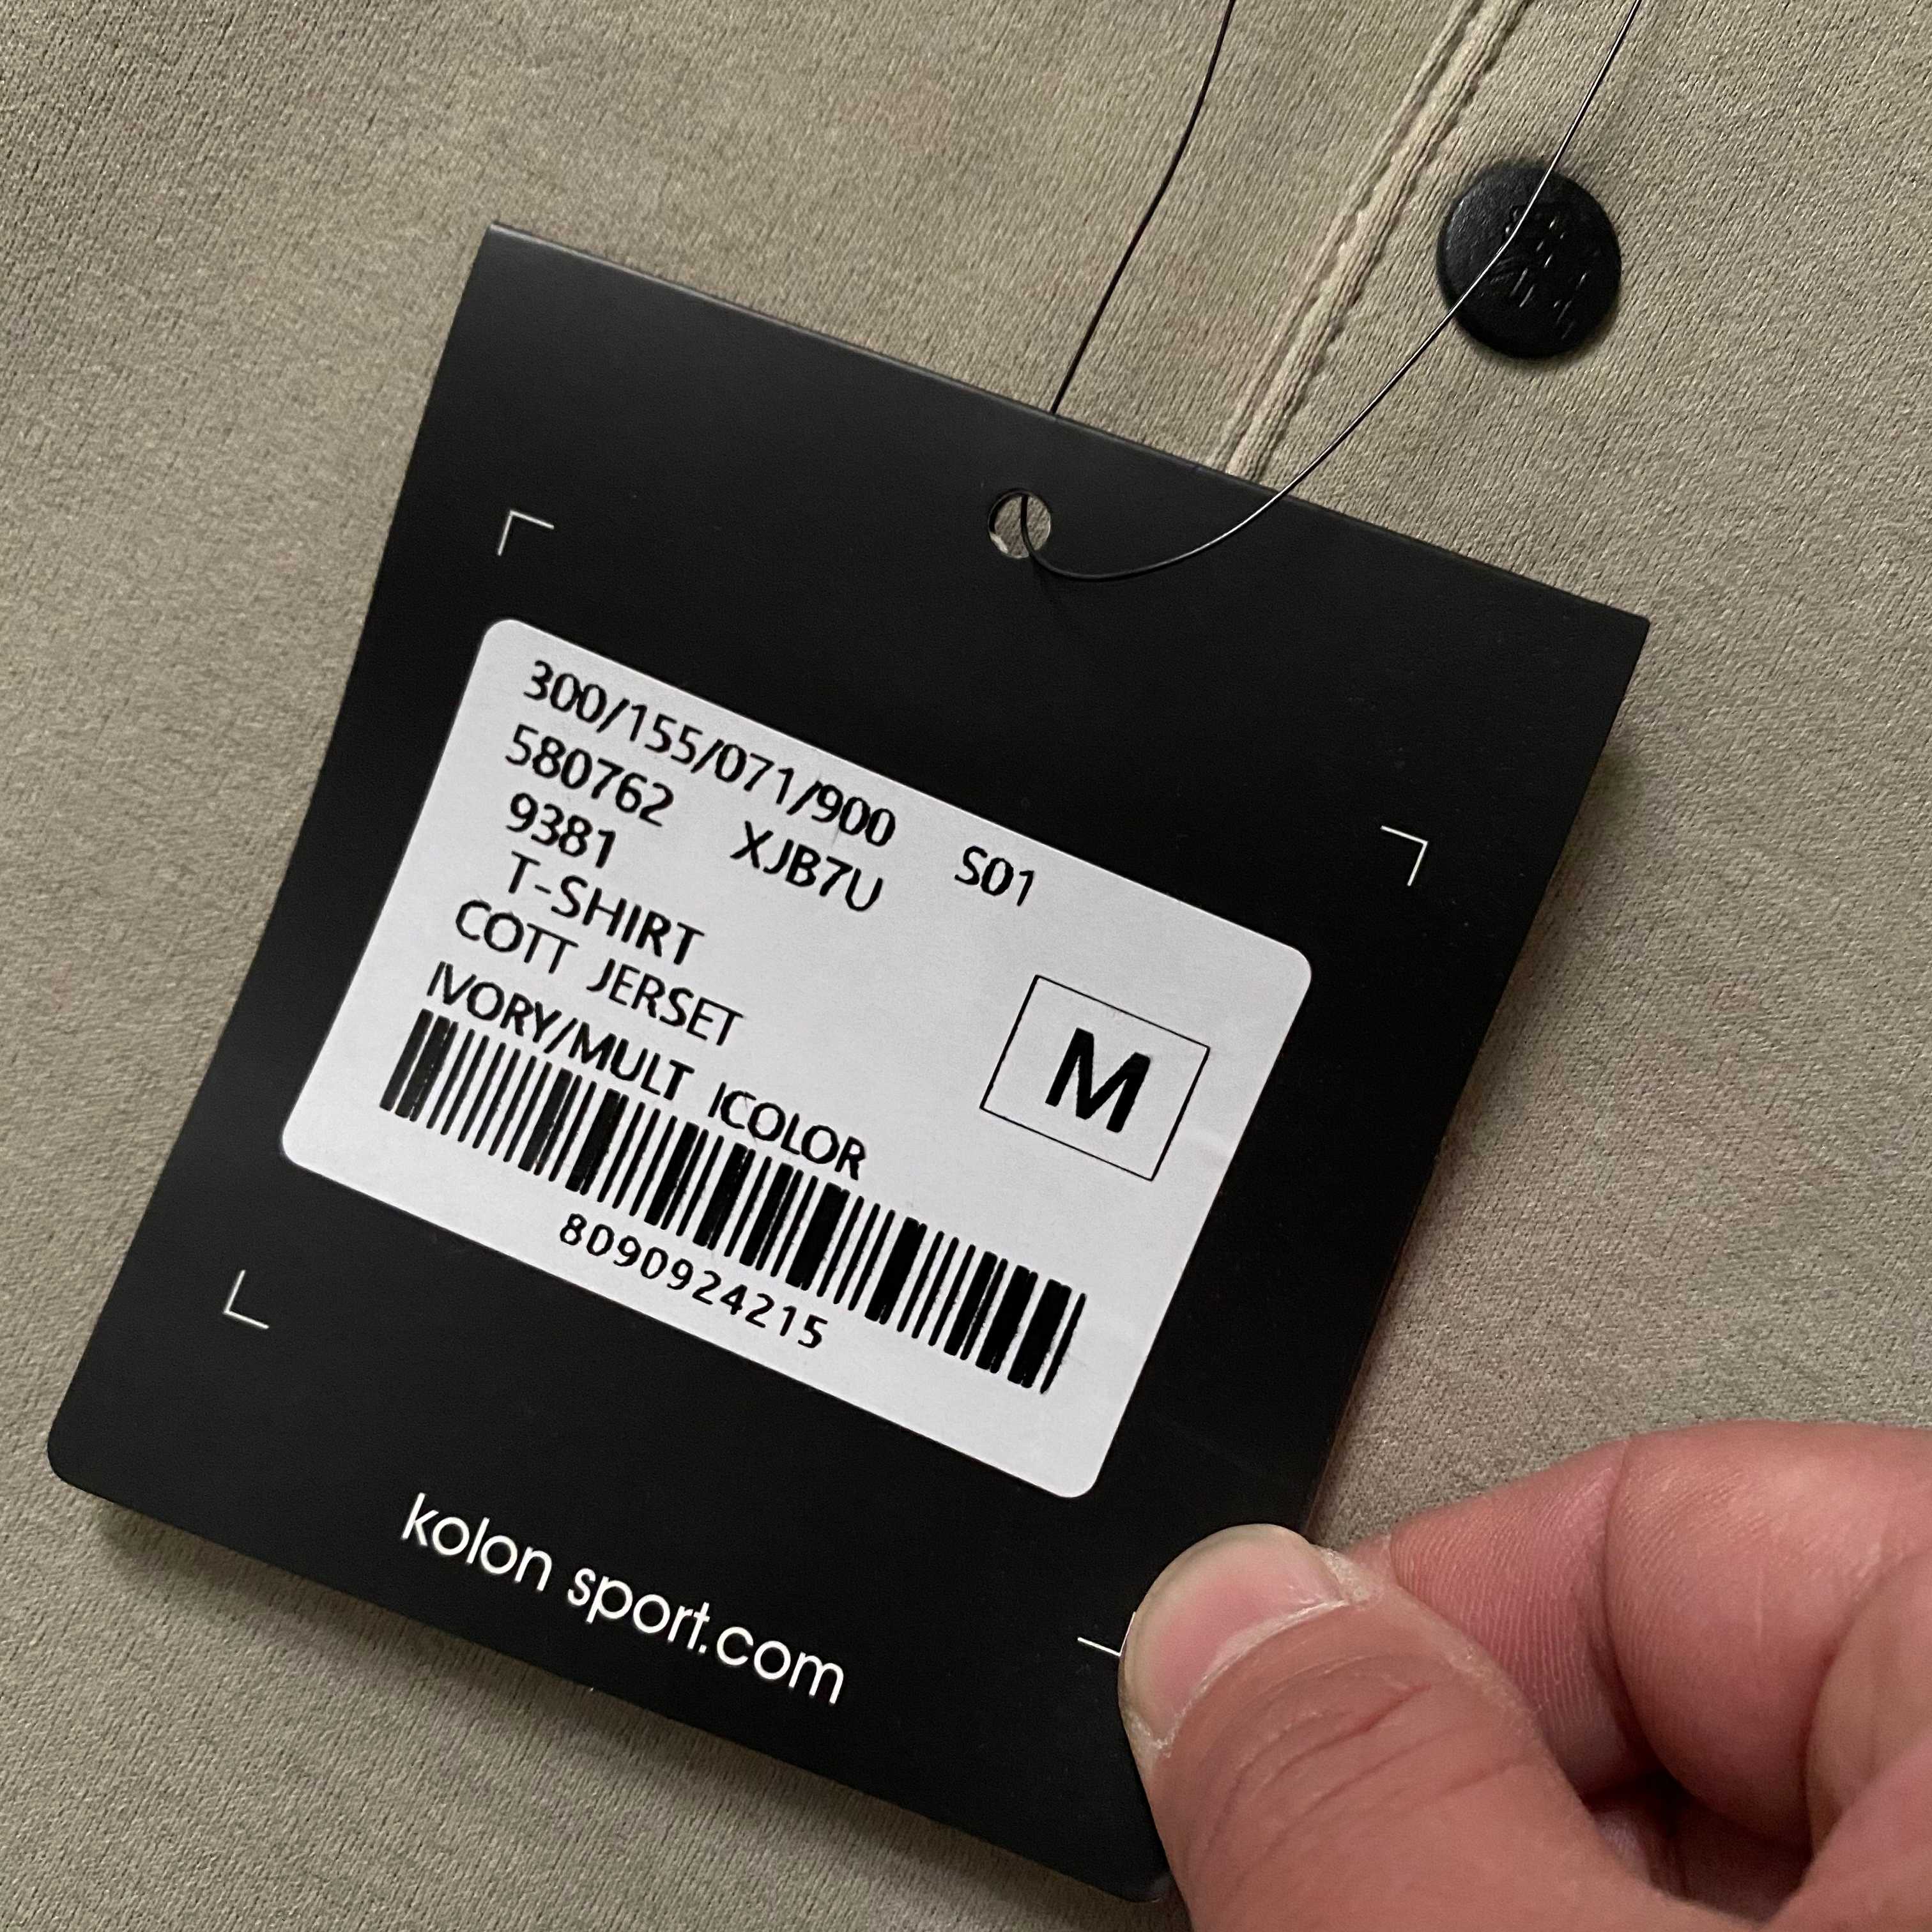 300/155/071/900 S01
580762 XJB7U
9381
T-SHIRT
COTT JERSET
IVORY/MULT ICOLOR
M
8090924215
kolon sport.com